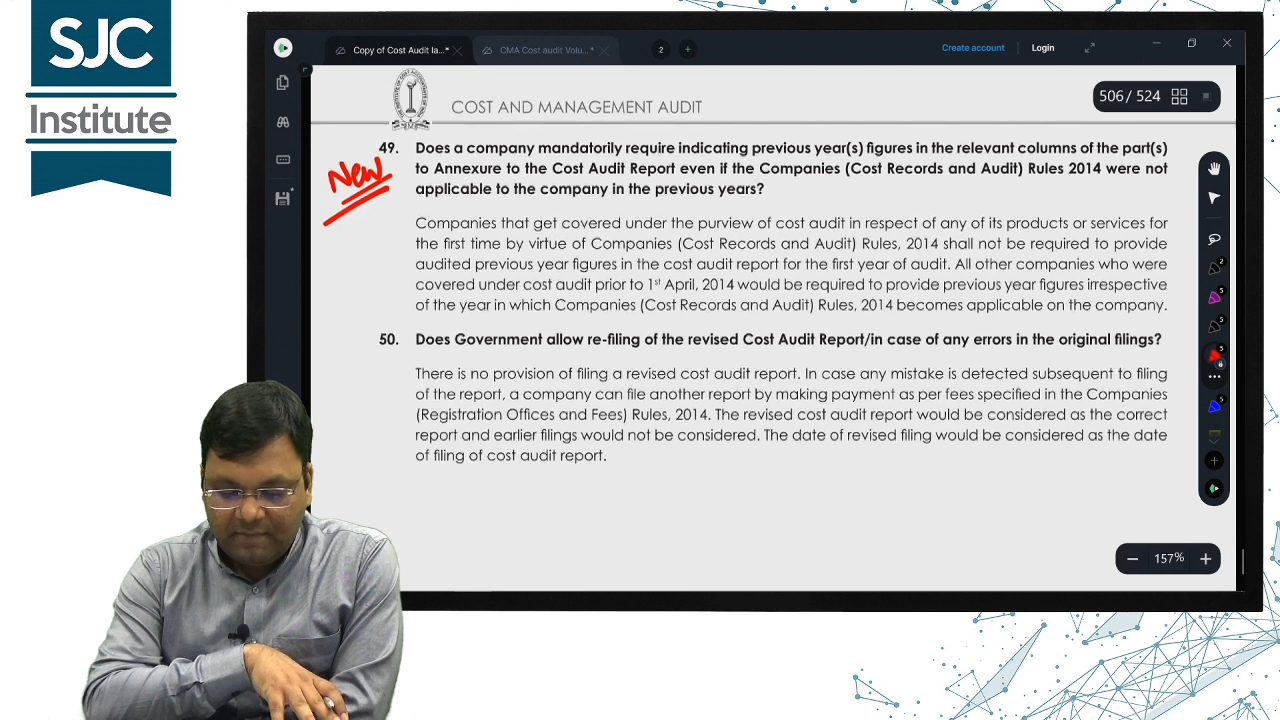 SJC
Institute
Copy of Cost Audit la...*
CMA Cost audit Volu...*
2
Create account
Login
COST AND MANAGEMENT AUDIT
506 / 524
49. Does a company mandatorily require indicating previous year(s) figures in the relevant columns of the part(s)
to Annexure to the Cost Audit Report even if the Companies (Cost Records and Audit) Rules 2014 were not
applicable to the company in the previous years?
New
Companies that get covered under the purview of cost audit in respect of any of its products or services for
the first time by virtue of Companies (Cost Records and Audit) Rules, 2014 shall not be required to provide
audited previous year figures in the cost audit report for the first year of audit. All other companies who were
covered under cost audit prior to 1st April, 2014 would be required to provide previous year figures irrespective
of the year in which Companies (Cost Records and Audit) Rules, 2014 becomes applicable on the company.
50. Does Government allow re-filing of the revised Cost Audit Report/in case of any errors in the original filings?
There is no provision of filing a revised cost audit report. In case any mistake is detected subsequent to filing
of the report, a company can file another report by making payment as per fees specified in the Companies
(Registration Offices and Fees) Rules, 2014. The revised cost audit report would be considered as the correct
report and earlier filings would not be considered. The date of revised filing would be considered as the date
of filing of cost audit report.
2
5
5
5
5
157%